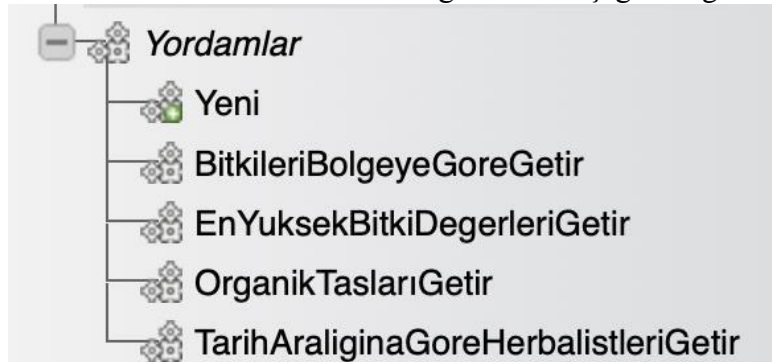 Yordamlar
Yeni
BitkileriBolgeyeGoreGetir
EnYuksekBitkiDegerleriGetir
OrganikTaslarıGetir
TarihAraliginaGoreHerbalistleriGetir